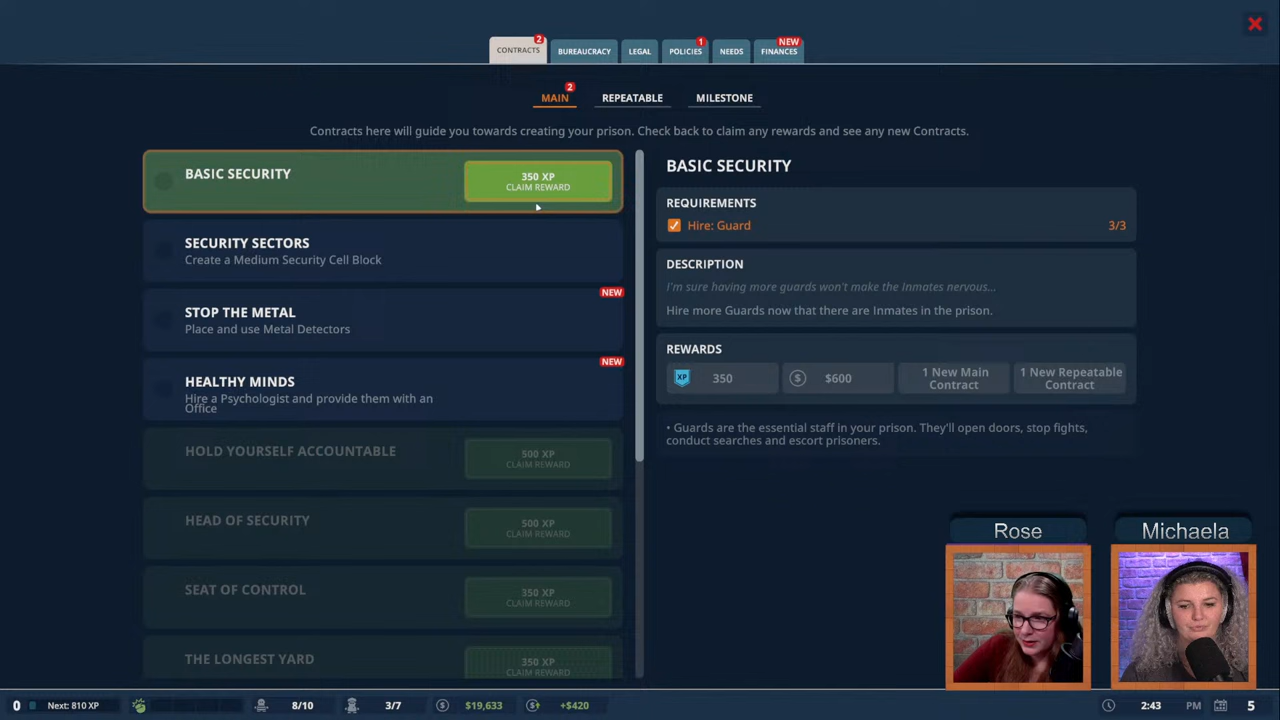 2
NEW
1
CONTRACTS
BUREAUCRACY
LEGAL
POLICIES
NEEDS
FINANCES
2
MAIN
REPEATABLE
MILESTONE
Contracts here will guide you towards creating your prison. Check back to claim any rewards and see any new Contracts.
BASIC SECURITY
350 XP
CLAIM REWARD
SECURITY SECTORS
Create a Medium Security Cell Block
NEW
STOP THE METAL
Place and use Metal Detectors
NEW
HEALTHY MINDS
Hire a Psychologist and provide them with an
Office
HOLD YOURSELF ACCOUNTABLE
500 XP
CLAIM REWARD
HEAD OF SECURITY
500 XP
CLAIM REWARD
SEAT OF CONTROL
350 XP
CLAIM REWARD
THE LONGEST YARD
350 XP
CLAIM REWARD
BASIC SECURITY
REQUIREMENTS
Hire: Guard 3/3
DESCRIPTION
I'm sure having more guards won't make the Inmates nervous...
Hire more Guards now that there are Inmates in the prison.
REWARDS
XP 350
$ $600
1 New Main
Contract
1 New Repeatable
Contract
• Guards are the essential staff in your prison. They'll open doors, stop fights,
conduct searches and escort prisoners.
Rose
Michaela
0 Next: 810 XP 8/10 3/7 $ $19,633 $ +$420 2:43 PM 5